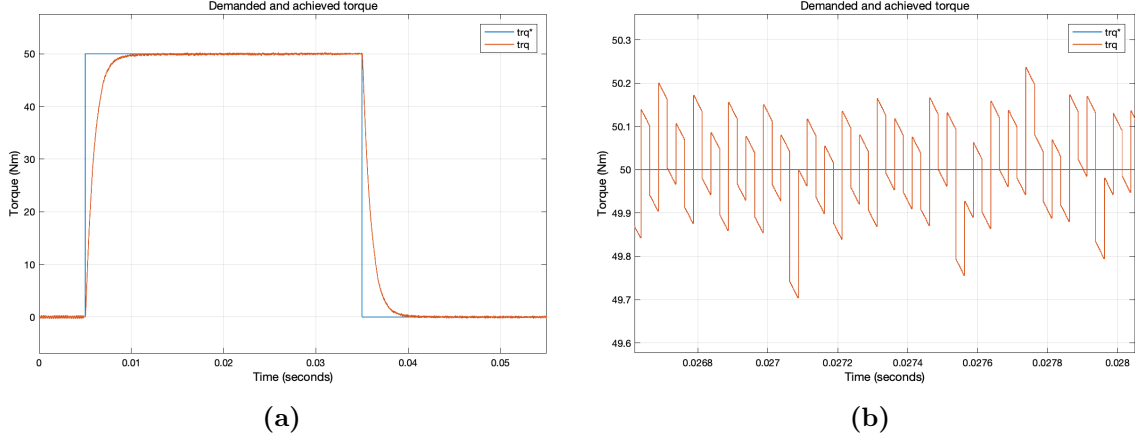 Demanded and achieved torque
trq*
trq
50
40
30
20
10
0
Torque (Nm)
0
0.01
0.02
0.03
0.04
0.05
Time (seconds)
(a)
Demanded and achieved torque
trq*
trq
50.3
50.2
50.1
50
49.9
49.8
49.7
49.6
Torque (Nm)
0.0268
0.027
0.0272
0.0274
0.0276
0.0278
0.028
Time (seconds)
(b)